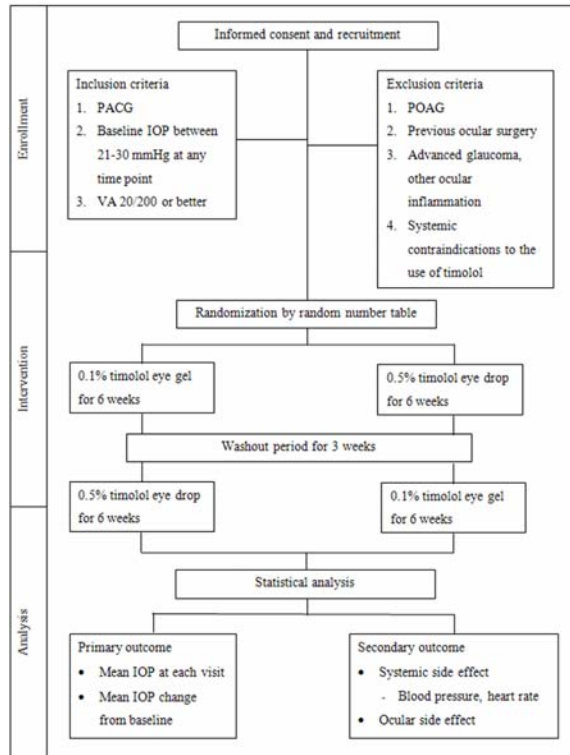 Enrollment
Informed consent and recruitment
Inclusion criteria
1. PACG
2. Baseline IOP between
21-30 mmHg at any
time point
3. VA 20/200 or better
Exclusion criteria
1. POAG
2. Previous ocular surgery
3. Advanced glaucoma,
other ocular
inflammation
4. Systemic
contraindications to the
use of timolol
Intervention
Randomization by random number table
0.1% timolol eye gel
for 6 weeks
0.5% timolol eye drop
for 6 weeks
Washout period for 3 weeks
0.5% timolol eye drop
for 6 weeks
0.1% timolol eye gel
for 6 weeks
Analysis
Statistical analysis
Primary outcome
• Mean IOP at each visit
• Mean IOP change
from baseline
Secondary outcome
• Systemic side effect
- Blood pressure, heart rate
• Ocular side effect